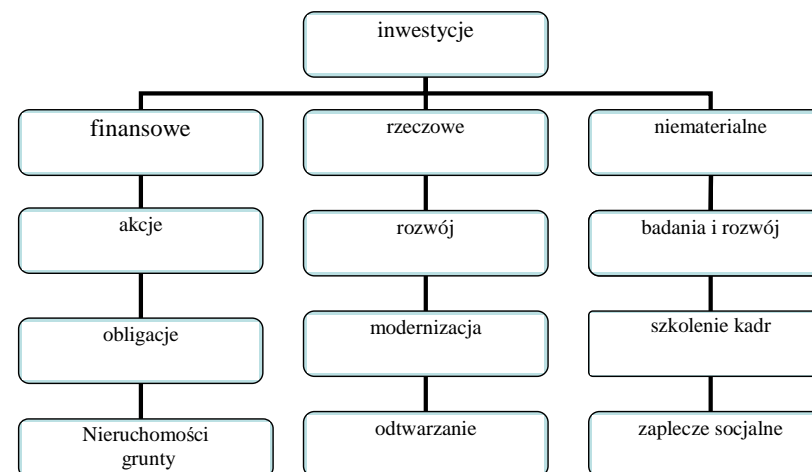 inwestycje
finansowe
rzeczowe
niematerialne
akcje
rozwój
badania i rozwój
obligacje
modernizacja
szkolenie kadr
Nieruchomości
grunty
odtwarzanie
zaplecze socjalne